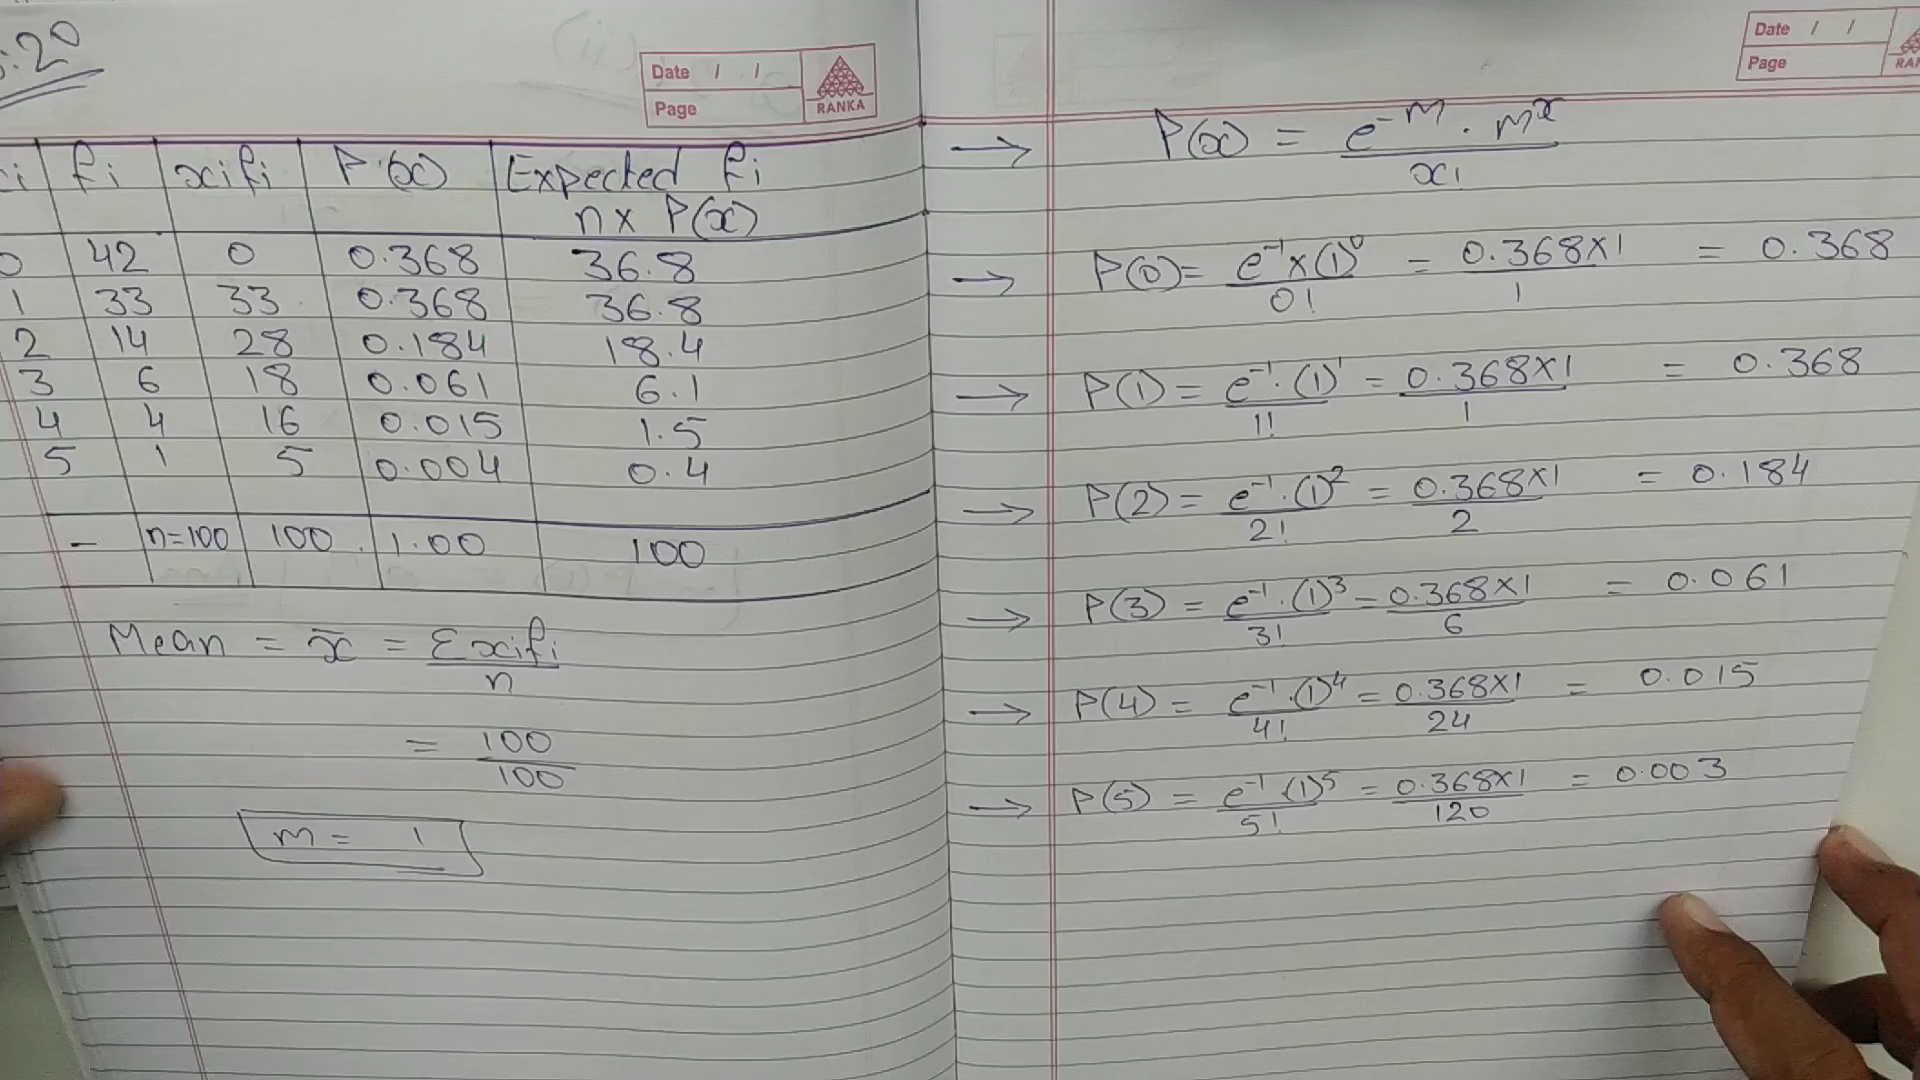 :20
Date / /
Page
RANKA
xi fi xifi P(x) Expected fi
n x P(x)
0 42 0 0.368 36.8
1 33 33 0.368 36.8
2 14 28 0.184 18.4
3 6 18 0.061 6.1
4 4 16 0.015 1.5
5 1 5 0.004 0.4
- n=100 100 1.00 100
Mean = x̄ = Σxifi / n
= 100 / 100
m = 1
Date / /
Page
RAN
→ P(x) = e⁻ᵐ . mˣ / x!
→ P(0) = e⁻¹ x (1)⁰ / 0! = 0.368x1 / 1 = 0.368
→ P(1) = e⁻¹ . (1)¹ / 1! = 0.368x1 / 1 = 0.368
→ P(2) = e⁻¹ . (1)² / 2! = 0.368x1 / 2 = 0.184
→ P(3) = e⁻¹ . (1)³ / 3! = 0.368x1 / 6 = 0.061
→ P(4) = e⁻¹ . (1)⁴ / 4! = 0.368x1 / 24 = 0.015
→ P(5) = e⁻¹ . (1)⁵ / 5! = 0.368x1 / 120 = 0.003